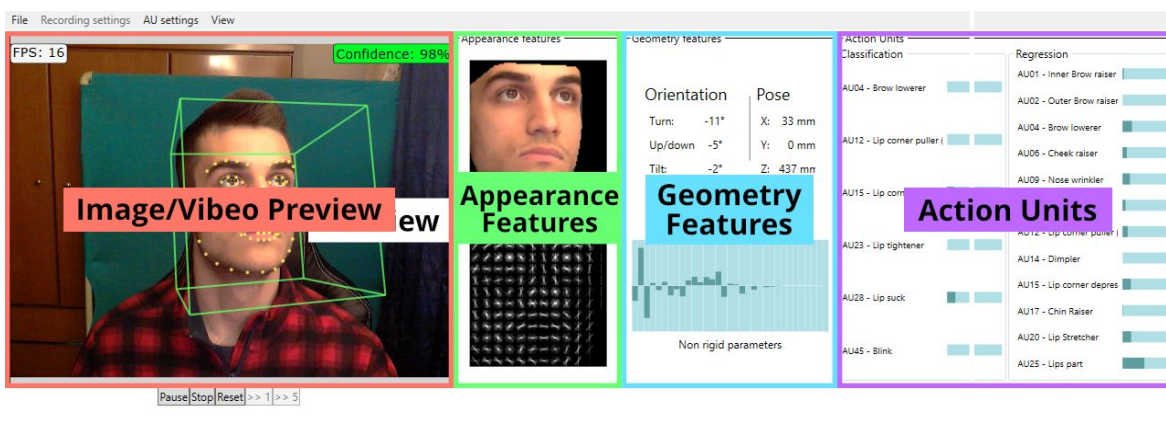 File Recording settings AU settings View
FPS: 16
Confidence: 98%
Image/Vibeo Preview
ew
Appearance features
Appearance
Features
Geometry features
Orientation Pose
Turn: -11° X: 33 mm
Up/down -5° Y: 0 mm
Tilt: -2° Z: 437 mm
Geometry
Features
Non rigid parameters
Action Units
Classification
AU04 - Brow lowerer
AU12 - Lip corner puller (
AU15 - Lip corn
AU23 - Lip tightener
AU28 - Lip suck
AU45 - Blink
Action Units
Regression
AU01 - Inner Brow raiser
AU02 - Outer Brow raiser
AU04 - Brow lowerer
AU06 - Cheek raiser
AU09 - Nose wrinkler
AU12 - Lip corner puller (
AU14 - Dimpler
AU15 - Lip corner depres
AU17 - Chin Raiser
AU20 - Lip Stretcher
AU25 - Lips part
Pause Stop Reset >> 1 >> 5